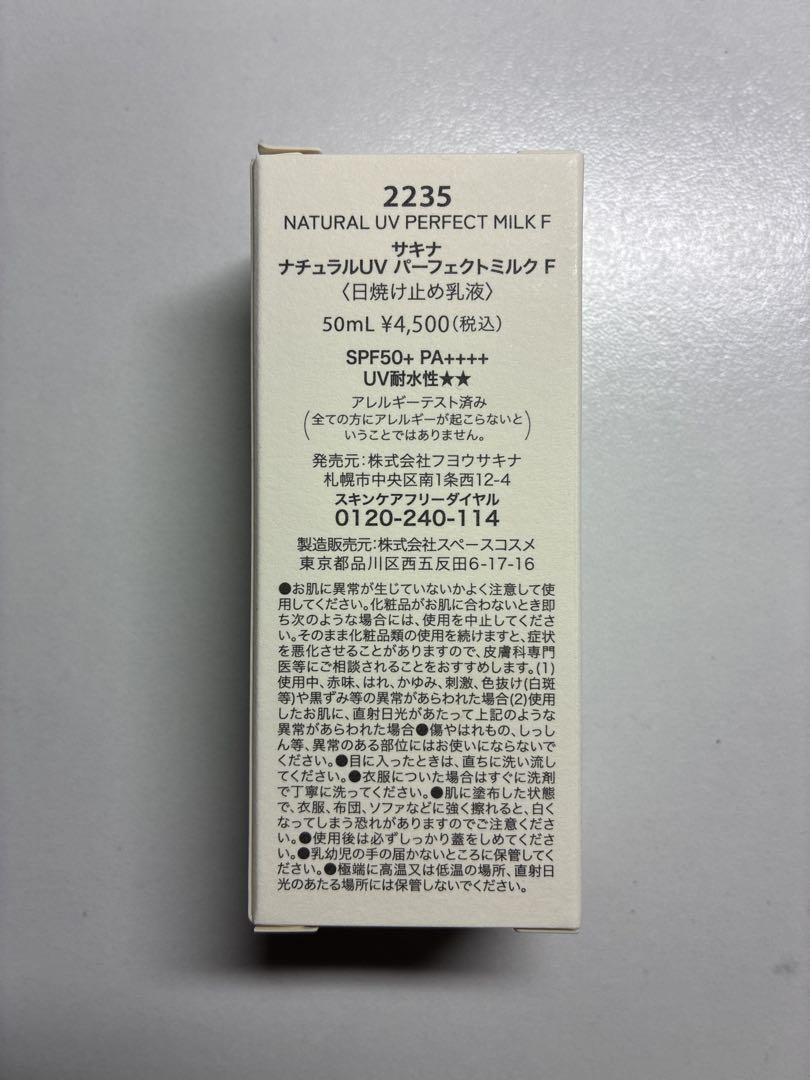 2235
NATURAL UV PERFECT MILK F
サキナ
ナチュラルUV パーフェクトミルク F
〈日焼け止め乳液〉
50mL ¥4,500(税込)
SPF50+ PA++++
UV耐水性★★
アレルギーテスト済み
(全ての方にアレルギーが起こらないと
いうことではありません。)
発売元:株式会社フヨウサキナ
札幌市中央区南1条西12-4
スキンケアフリーダイヤル
0120-240-114
製造販売元:株式会社スペースコスメ
東京都品川区西五反田6-17-16
●お肌に異常が生じていないかよく注意して使
用してください。化粧品がお肌に合わないとき即
ち次のような場合には、使用を中止してくださ
い。そのまま化粧品類の使用を続けますと、症状
を悪化させることがありますので、皮膚科専門
医等にご相談されることをおすすめします。(1)
使用中、赤味、はれ、かゆみ、刺激、色抜け(白斑
等)や黒ずみ等の異常があらわれた場合(2)使用
したお肌に、直射日光があたって上記のような
異常があらわれた場合●傷やはれもの、しっし
ん等、異常のある部位にはお使いにならないで
ください。●目に入ったときは、直ちに洗い流し
てください。●衣服についた場合はすぐに洗剤
で丁寧に洗ってください。●肌に塗布した状態
で、衣服、布団、ソファなどに強く擦れると、白く
なってしまう恐れがありますのでご注意くださ
い。●使用後は必ずしっかり蓋をしめてくださ
い。●乳幼児の手の届かないところに保管してく
ださい。●極端に高温又は低温の場所、直射日
光のあたる場所には保管しないでください。